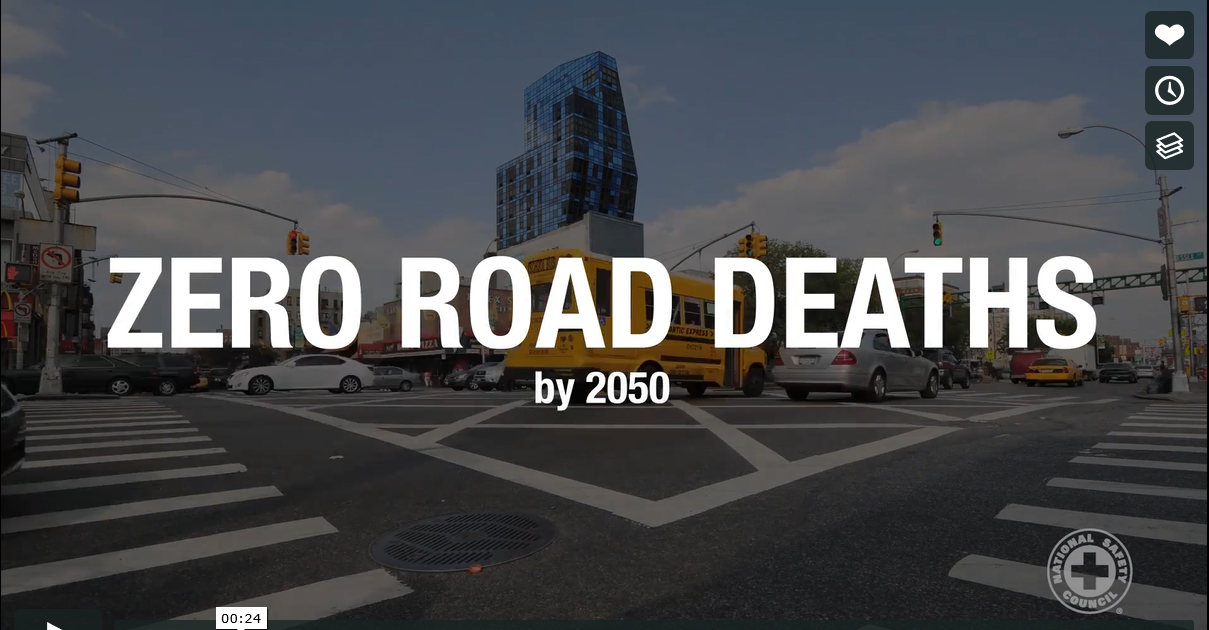 ZERO ROAD DEATHS
by 2050
NATIONAL SAFETY
COUNCIL
00:24